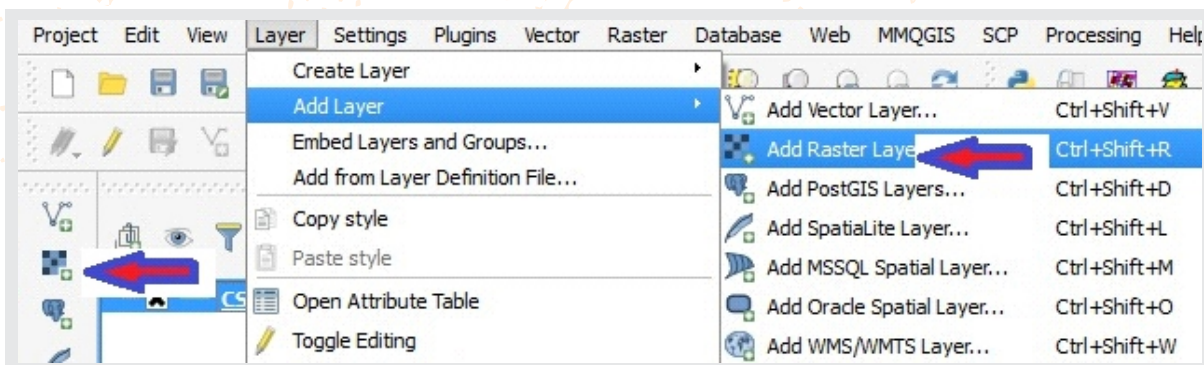 Project Edit View Layer Settings Plugins Vector Raster Database Web MMQGIS SCP Processing Help
Create Layer
Add Layer
Embed Layers and Groups...
Add from Layer Definition File...
Copy style
Paste style
CS
Open Attribute Table
Toggle Editing
Add Vector Layer... Ctrl+Shift+V
Add Raster Laye Ctrl+Shift+R
Add PostGIS Layers... Ctrl+Shift+D
Add SpatiaLite Layer... Ctrl+Shift+L
Add MSSQL Spatial Layer... Ctrl+Shift+M
Add Oracle Spatial Layer... Ctrl+Shift+O
Add WMS/WMTS Layer... Ctrl+Shift+W